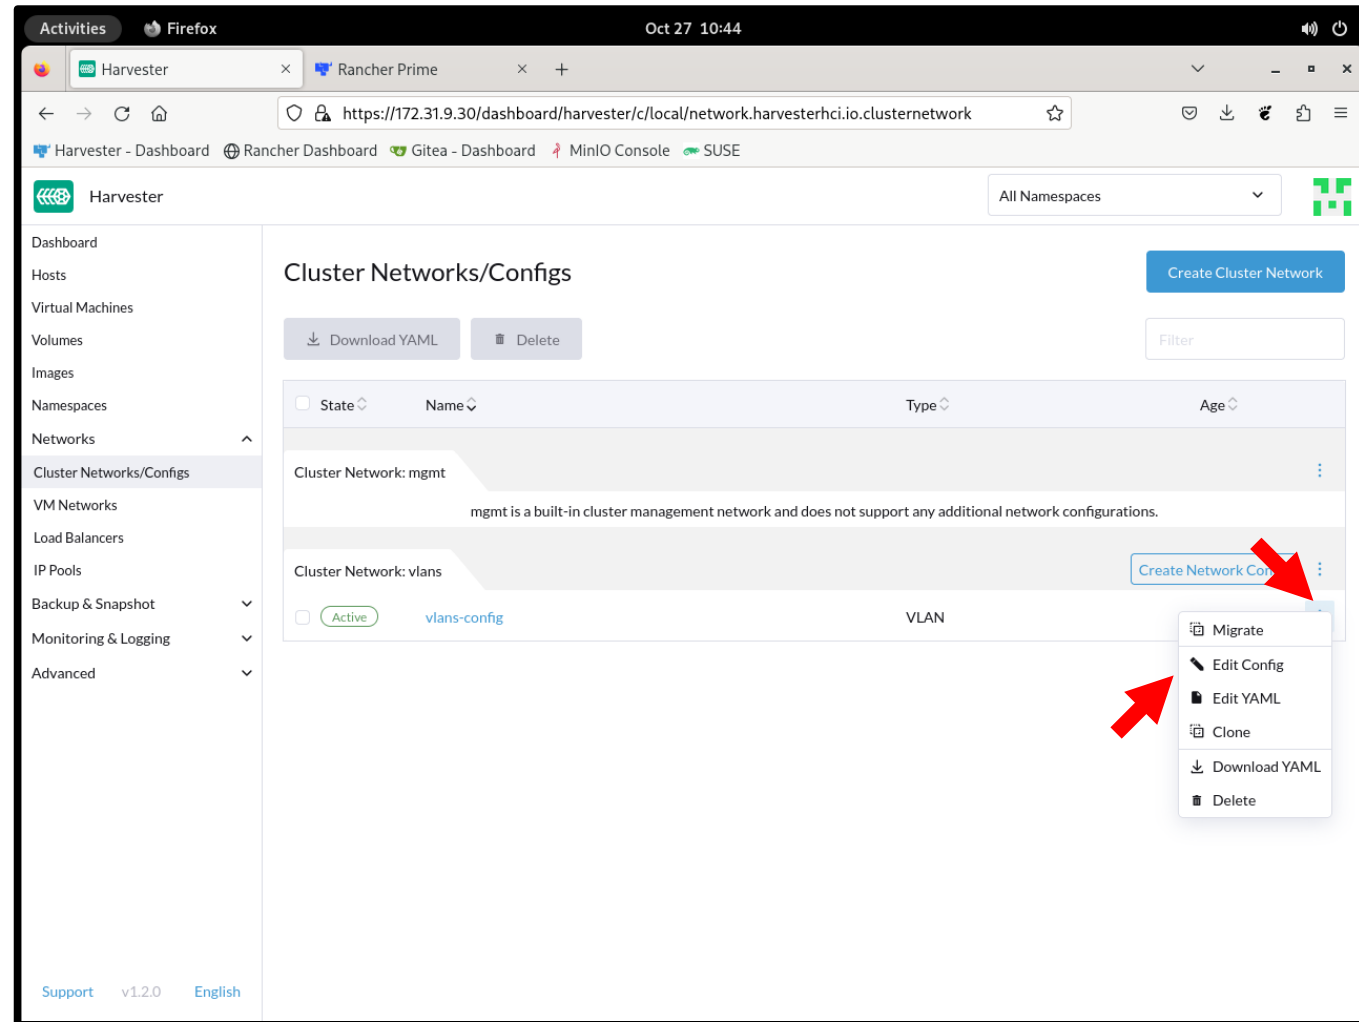 Activities Firefox Oct 27 10:44
Harvester Rancher Prime
https://172.31.9.30/dashboard/harvester/c/local/network.harvesterhci.io.clusternetwork
Harvester - Dashboard Rancher Dashboard Gitea - Dashboard MinIO Console SUSE
Harvester All Namespaces
Dashboard
Hosts
Virtual Machines
Volumes
Images
Namespaces
Networks
Cluster Networks/Configs
VM Networks
Load Balancers
IP Pools
Backup & Snapshot
Monitoring & Logging
Advanced
Support v1.2.0 English
Cluster Networks/Configs Create Cluster Network
Download YAML Delete Filter
State Name Type Age
Cluster Network: mgmt
mgmt is a built-in cluster management network and does not support any additional network configurations.
Cluster Network: vlans Create Network Con
Active vlans-config VLAN
Migrate
Edit Config
Edit YAML
Clone
Download YAML
Delete